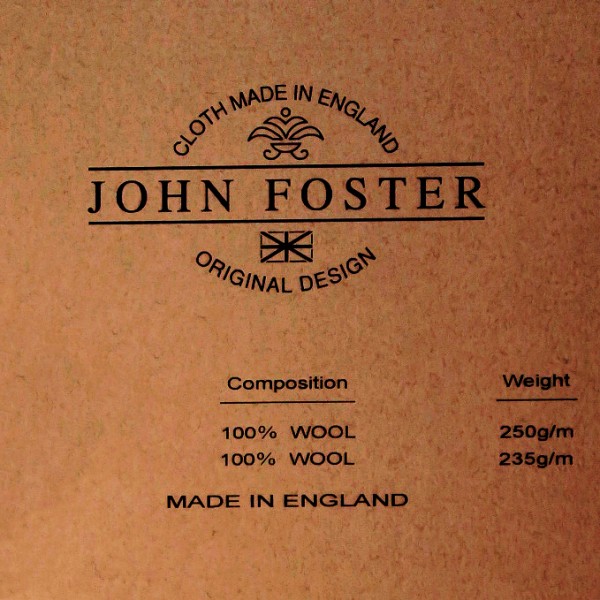 CLOTH MADE IN ENGLAND
JOHN FOSTER
ORIGINAL DESIGN
Composition Weight
100% WOOL 250g/m
100% WOOL 235g/m
MADE IN ENGLAND